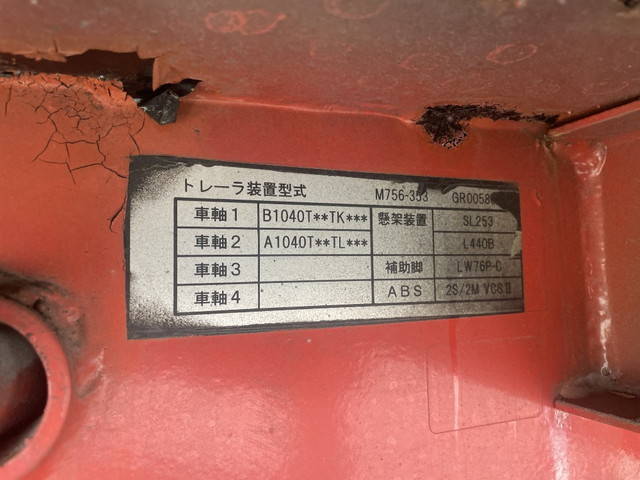 トレーラ装置型式 M756-353 GR0058
車軸1 B1040T**TK*** 懸架装置 SL253
車軸2 A1040T**TL*** L440B
車軸3 補助脚 LW76P-C
車軸4 ABS 2S/2M VCSⅡ